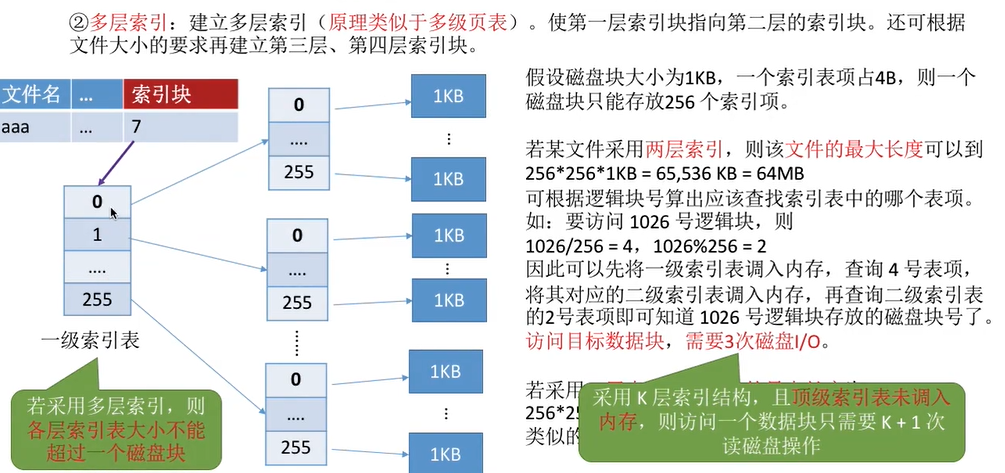 ②多层索引：建立多层索引（原理类似于多级页表）。使第一层索引块指向第二层的索引块。还可根据
文件大小的要求再建立第三层、第四层索引块。
文件名 ... 索引块
aaa ... 7
0
1
....
255
一级索引表
若采用多层索引，则
各层索引表大小不能
超过一个磁盘块
0
....
255
0
....
255
0
....
255
1KB
1KB
1KB
1KB
1KB
1KB
假设磁盘块大小为1KB，一个索引表项占4B，则一个
磁盘块只能存放256 个索引项。
若某文件采用两层索引，则该文件的最大长度可以到
256*256*1KB = 65,536 KB = 64MB
可根据逻辑块号算出应该查找索引表中的哪个表项。
如：要访问 1026 号逻辑块，则
1026/256 = 4，1026%256 = 2
因此可以先将一级索引表调入内存，查询 4 号表项，
将其对应的二级索引表调入内存，再查询二级索引表
的2号表项即可知道 1026 号逻辑块存放的磁盘块号了。
访问目标数据块，需要3次磁盘I/O。
若采用
256*2
类似的
采用 K 层索引结构，且顶级索引表未调入
内存，则访问一个数据块只需要 K + 1 次
读磁盘操作